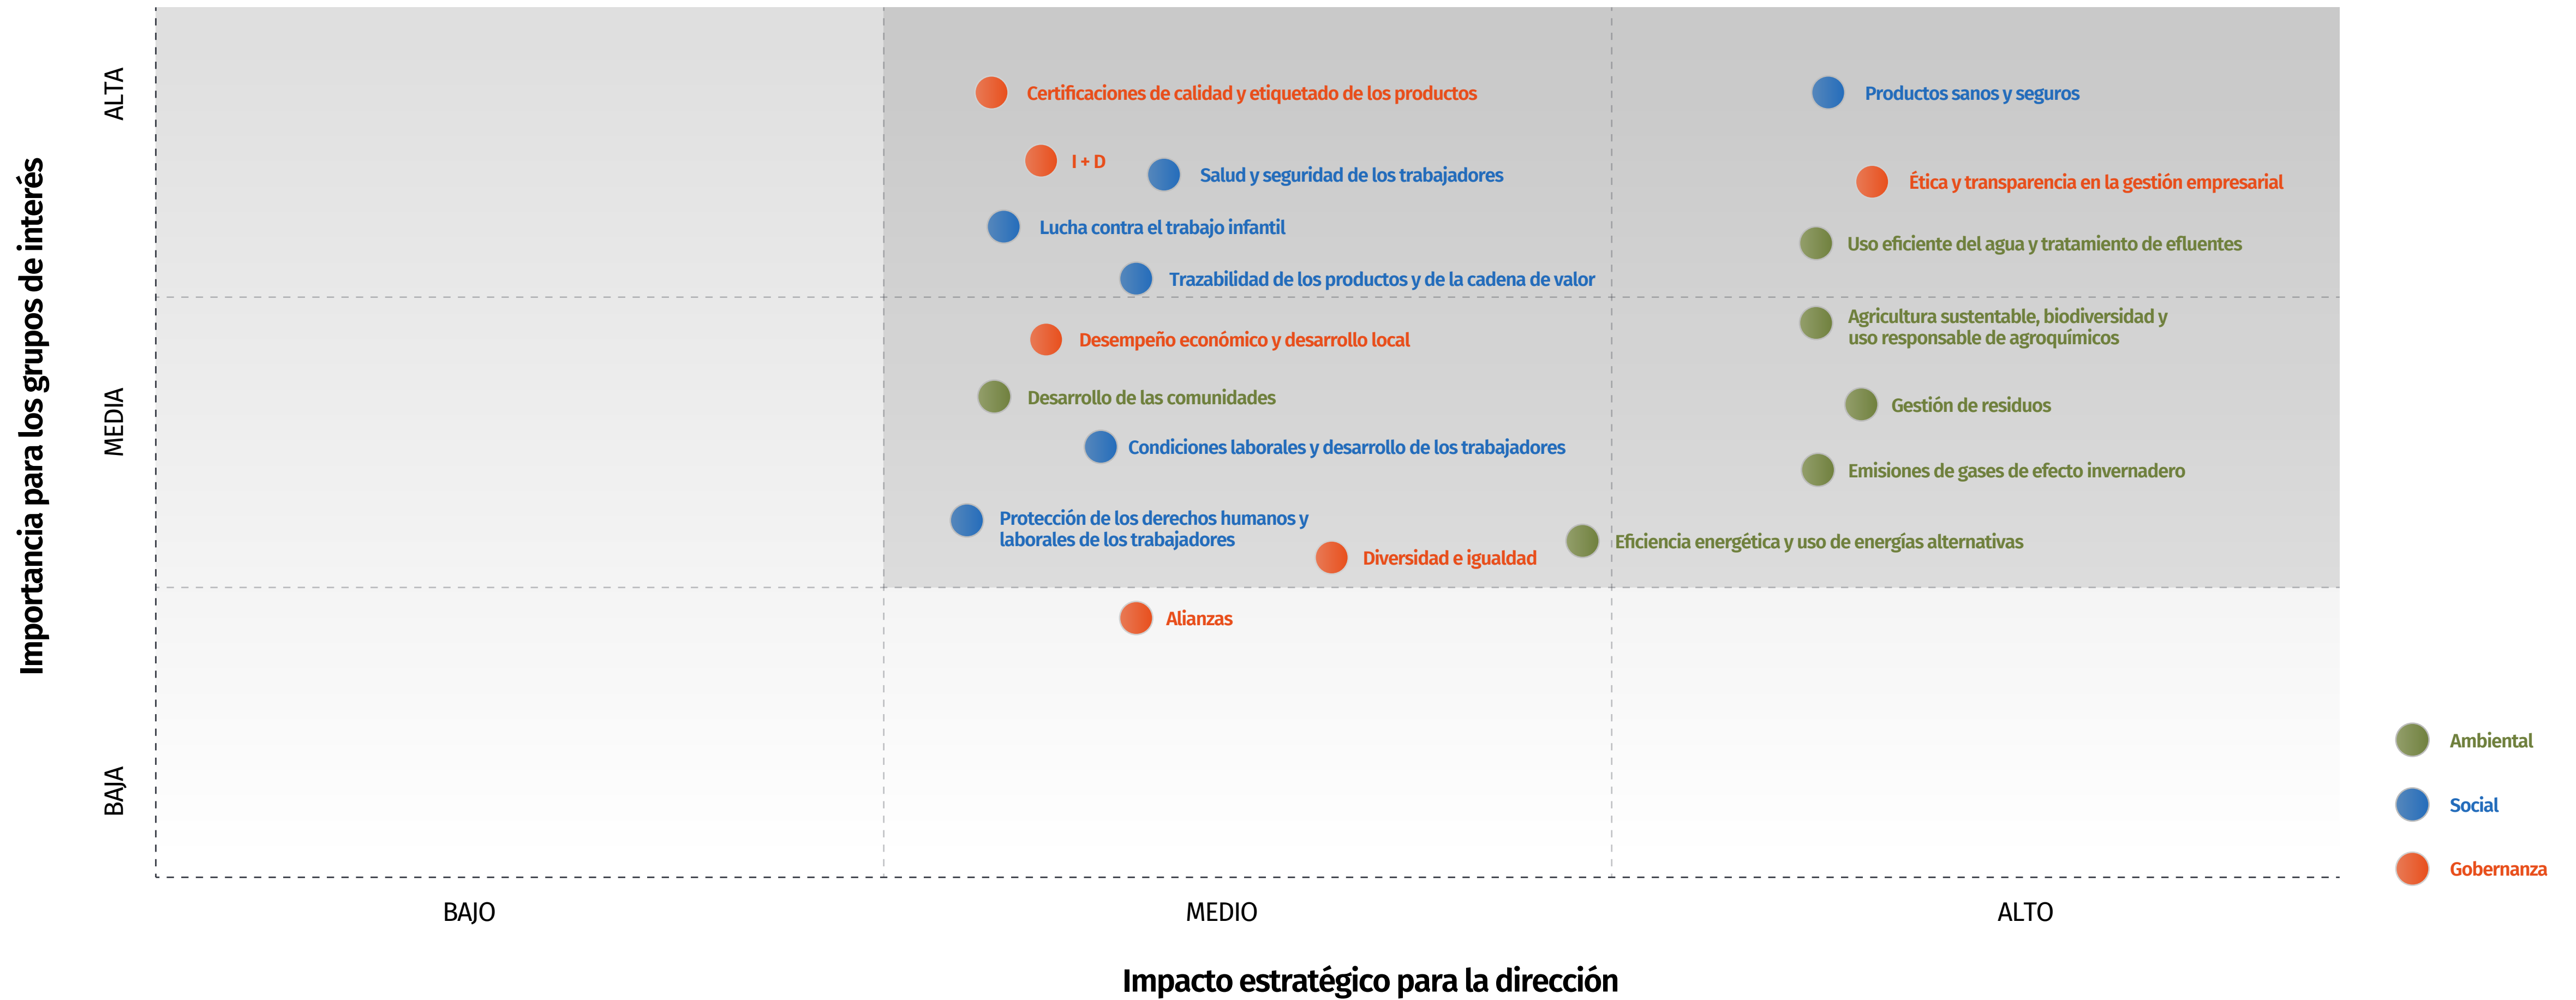 Importancia para los grupos de interés
ALTA
MEDIA
BAJA
Certificaciones de calidad y etiquetado de los productos
Productos sanos y seguros
I + D
Salud y seguridad de los trabajadores
Ética y transparencia en la gestión empresarial
Lucha contra el trabajo infantil
Uso eficiente del agua y tratamiento de efluentes
Trazabilidad de los productos y de la cadena de valor
Agricultura sustentable, biodiversidad y
uso responsable de agroquímicos
Desempeño económico y desarrollo local
Desarrollo de las comunidades
Gestión de residuos
Condiciones laborales y desarrollo de los trabajadores
Emisiones de gases de efecto invernadero
Protección de los derechos humanos y
laborales de los trabajadores
Eficiencia energética y uso de energías alternativas
Diversidad e igualdad
Alianzas
Ambiental
Social
Gobernanza
BAJO
MEDIO
ALTO
Impacto estratégico para la dirección